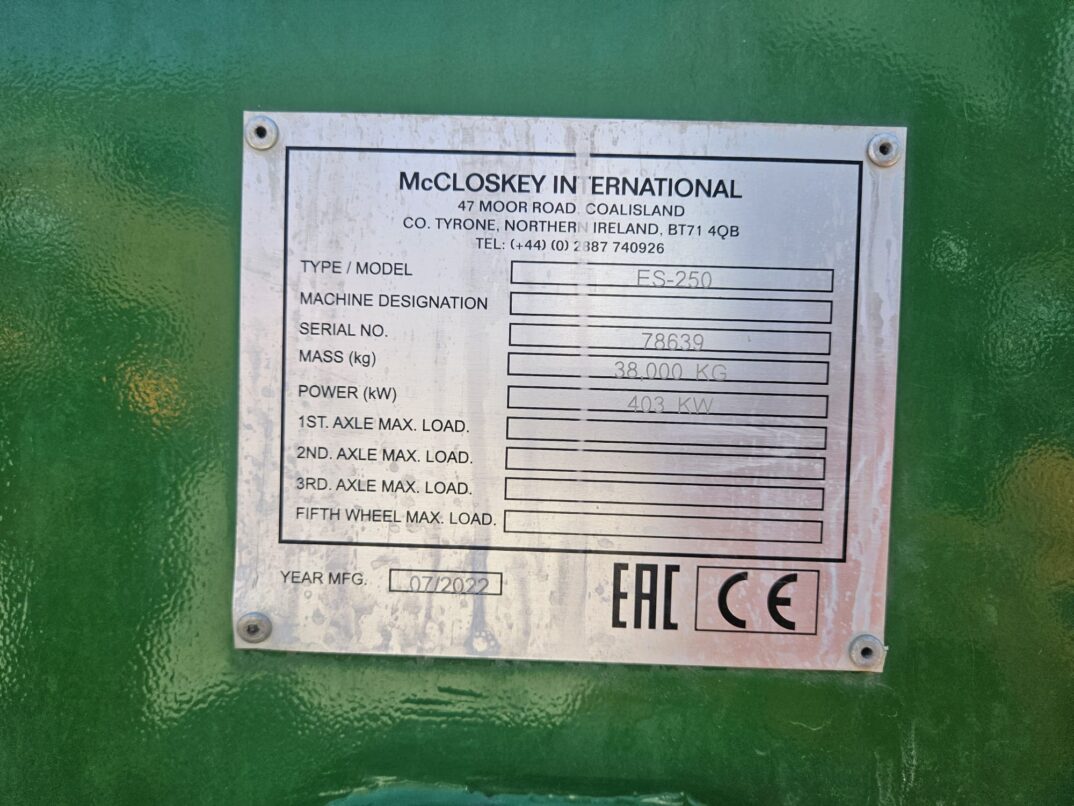 McCLOSKEY INTERNATIONAL
47 MOOR ROAD, COALISLAND
CO. TYRONE, NORTHERN IRELAND, BT71 4QB
TEL: (+44) (0) 2887 740926
TYPE / MODEL ES-250
MACHINE DESIGNATION
SERIAL NO. 78639
MASS (kg) 38,000 KG
POWER (kW) 403 KW
1ST. AXLE MAX. LOAD.
2ND. AXLE MAX. LOAD.
3RD. AXLE MAX. LOAD.
FIFTH WHEEL MAX. LOAD.
YEAR MFG. 07/2022 EAC CE